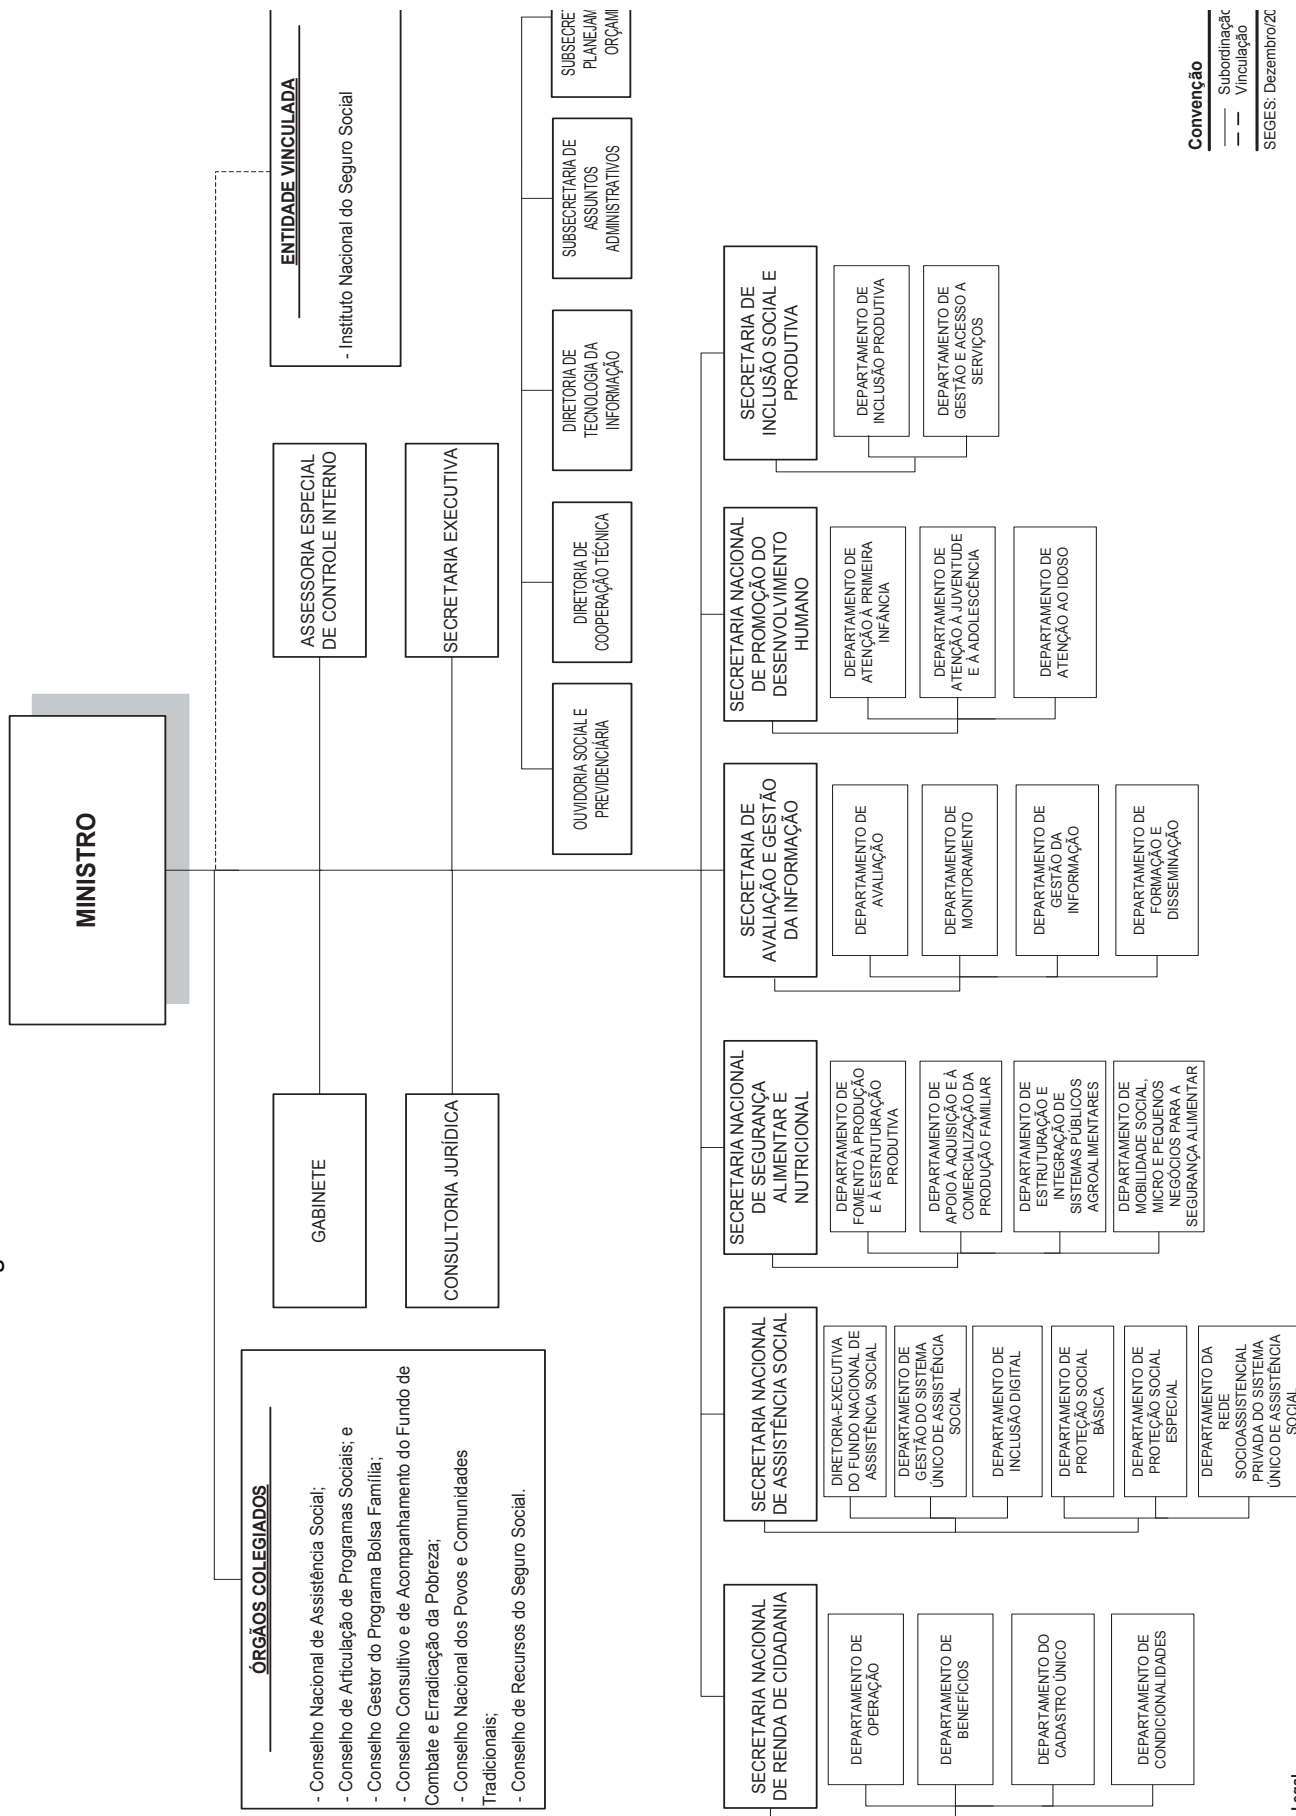 MINISTRO
ÓRGÃOS COLEGIADOS
- Conselho Nacional de Assistência Social;
- Conselho de Articulação de Programas Sociais; e
- Conselho Gestor do Programa Bolsa Família;
- Conselho Consultivo e de Acompanhamento do Fundo de
Combate e Erradicação da Pobreza;
- Conselho Nacional dos Povos e Comunidades
Tradicionais;
- Conselho de Recursos do Seguro Social.
GABINETE
ASSESSORIA ESPECIAL
DE CONTROLE INTERNO
ENTIDADE VINCULADA
- Instituto Nacional do Seguro Social
CONSULTORIA JURÍDICA
SECRETARIA EXECUTIVA
OUVIDORIA SOCIAL E
PREVIDENCIÁRIA
DIRETORIA DE
COOPERAÇÃO TÉCNICA
DIRETORIA DE
TECNOLOGIA DA
INFORMAÇÃO
SUBSECRETARIA DE
ASSUNTOS
ADMINISTRATIVOS
SUBSECRE
PLANEJAM
ORÇAM
SECRETARIA NACIONAL
DE RENDA DE CIDADANIA
DEPARTAMENTO DE
OPERAÇÃO
DEPARTAMENTO DE
BENEFÍCIOS
DEPARTAMENTO DO
CADASTRO ÚNICO
DEPARTAMENTO DE
CONDICIONALIDADES
SECRETARIA NACIONAL
DE ASSISTÊNCIA SOCIAL
DIRETORIA-EXECUTIVA
DO FUNDO NACIONAL DE
ASSISTÊNCIA SOCIAL
DEPARTAMENTO DE
GESTÃO DO SISTEMA
ÚNICO DE ASSISTÊNCIA
SOCIAL
DEPARTAMENTO DE
INCLUSÃO DIGITAL
DEPARTAMENTO DE
PROTEÇÃO SOCIAL
BÁSICA
DEPARTAMENTO DE
PROTEÇÃO SOCIAL
ESPECIAL
DEPARTAMENTO DA
REDE
SOCIOASSISTENCIAL
PRIVADA DO SISTEMA
ÚNICO DE ASSISTÊNCIA
SOCIAL
SECRETARIA NACIONAL
DE SEGURANÇA
ALIMENTAR E
NUTRICIONAL
DEPARTAMENTO DE
FOMENTO À PRODUÇÃO
E À ESTRUTURAÇÃO
PRODUTIVA
DEPARTAMENTO DE
APOIO À AQUISIÇÃO E À
COMERCIALIZAÇÃO DA
PRODUÇÃO FAMILIAR
DEPARTAMENTO DE
ESTRUTURAÇÃO E
INTEGRAÇÃO DE
SISTEMAS PÚBLICOS
AGROALIMENTARES
DEPARTAMENTO DE
MOBILIDADE SOCIAL,
MICRO E PEQUENOS
NEGÓCIOS PARA A
SEGURANÇA ALIMENTAR
SECRETARIA DE
AVALIAÇÃO E GESTÃO
DA INFORMAÇÃO
DEPARTAMENTO DE
AVALIAÇÃO
DEPARTAMENTO DE
MONITORAMENTO
DEPARTAMENTO DE
GESTÃO DA
INFORMAÇÃO
DEPARTAMENTO DE
FORMAÇÃO E
DISSEMINAÇÃO
SECRETARIA NACIONAL
DE PROMOÇÃO DO
DESENVOLVIMENTO
HUMANO
DEPARTAMENTO DE
ATENÇÃO À PRIMEIRA
INFÂNCIA
DEPARTAMENTO DE
ATENÇÃO À JUVENTUDE
E À ADOLESCÊNCIA
DEPARTAMENTO DE
ATENÇÃO AO IDOSO
SECRETARIA DE
INCLUSÃO SOCIAL E
PRODUTIVA
DEPARTAMENTO DE
INCLUSÃO PRODUTIVA
DEPARTAMENTO DE
GESTÃO E ACESSO A
SERVIÇOS
Legal
Convenção
Subordinação
Vinculação
SEGES: Dezembro/20